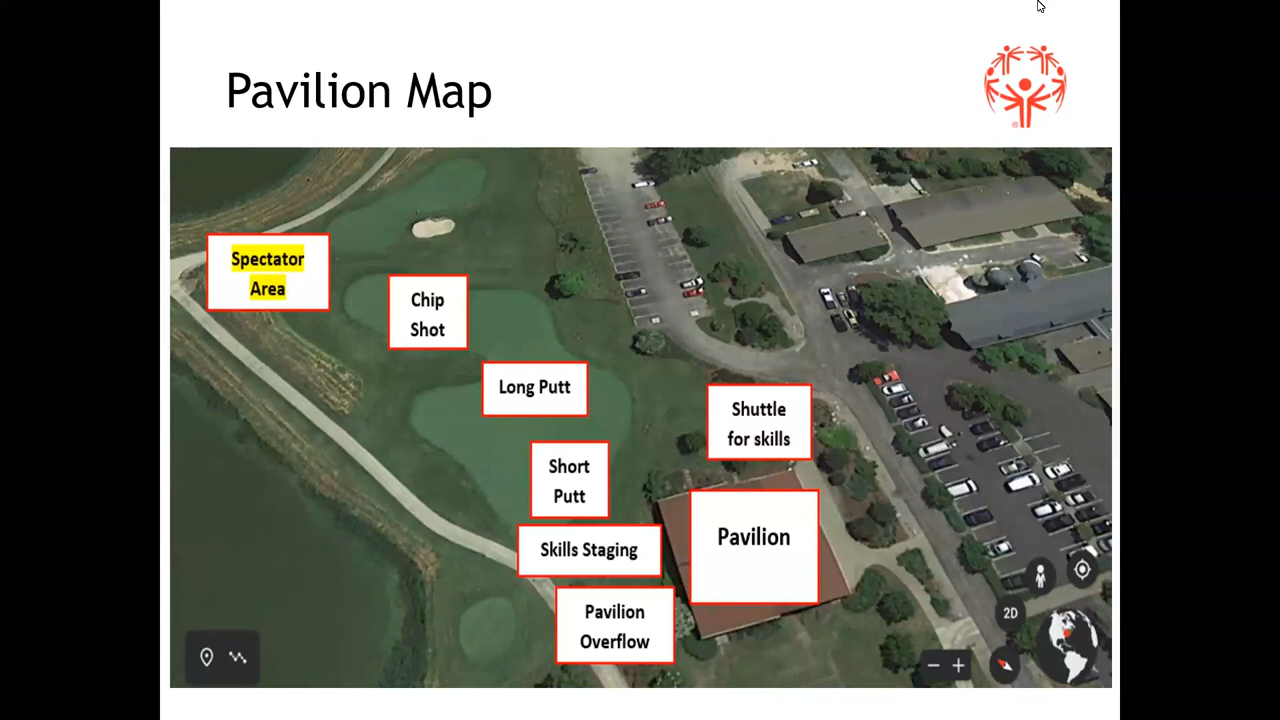 Pavilion Map
Spectator
Area
Chip
Shot
Long Putt
Shuttle
for skills
Short
Putt
Pavilion
Skills Staging
Pavilion
Overflow
2D